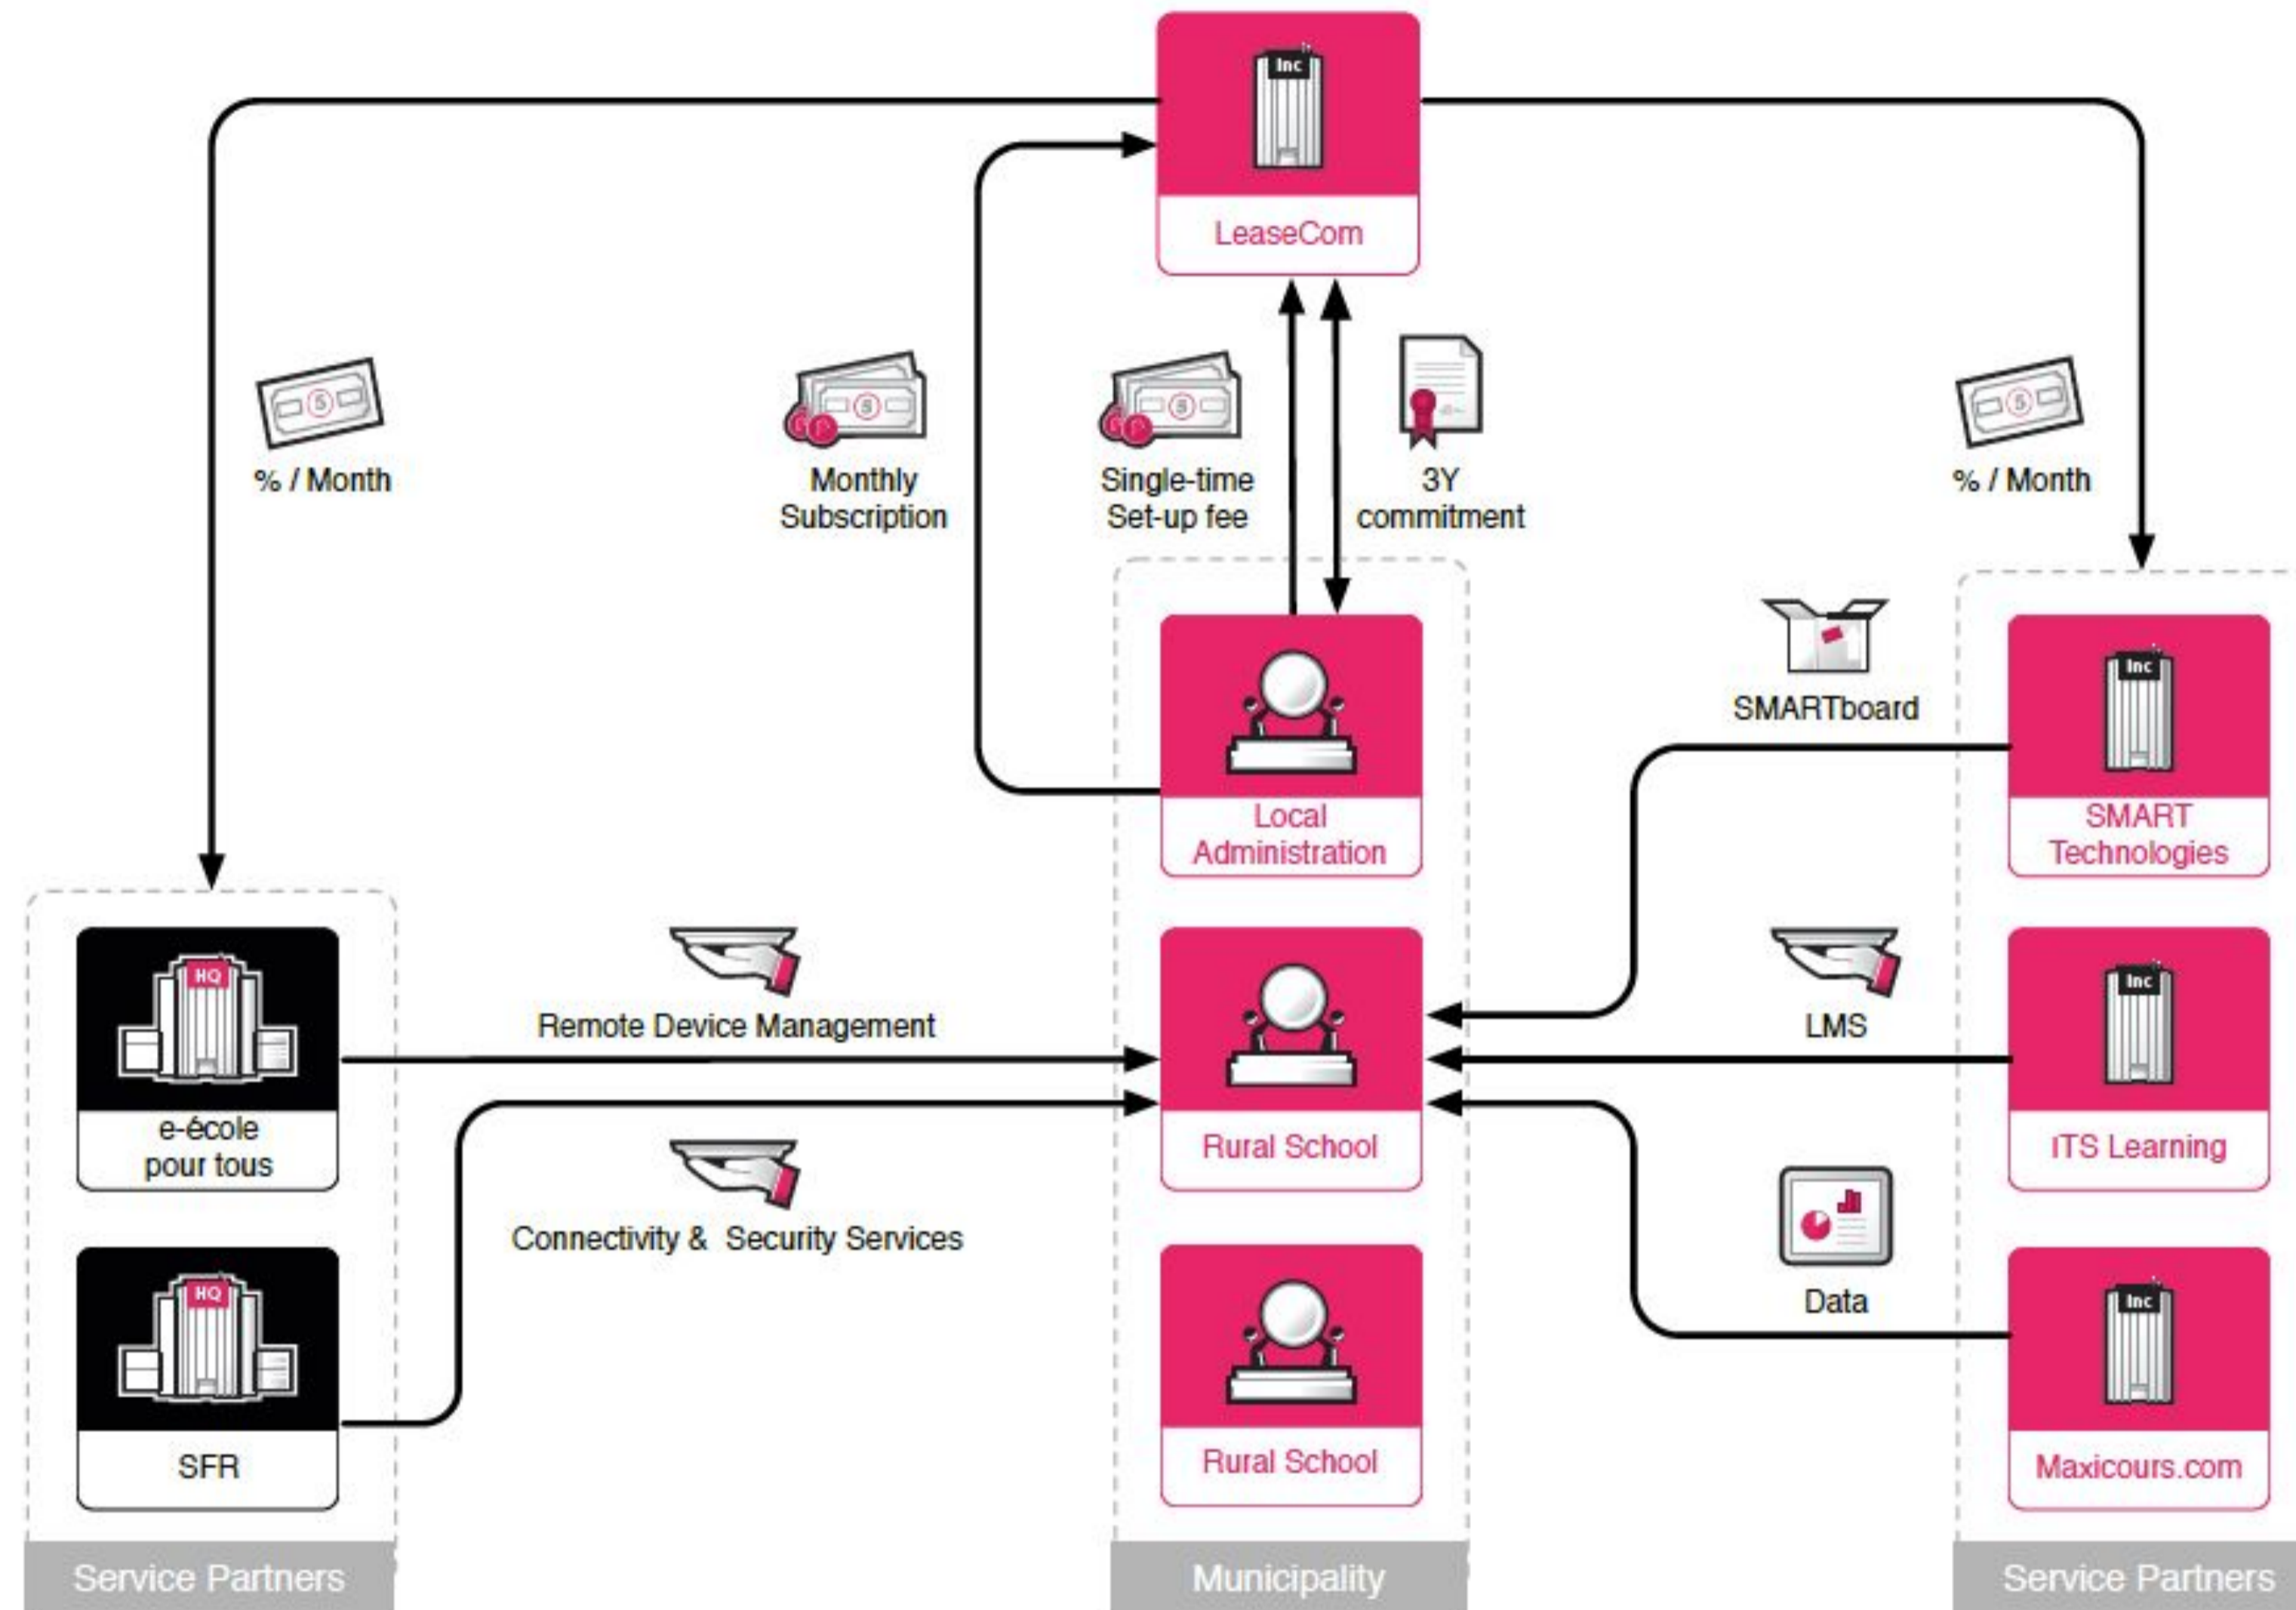 Inc
LeaseCom
% / Month
Monthly
Subscription
Single-time
Set-up fee
3Y
commitment
% / Month
SMARTboard
Inc
Local
Administration
SMART
Technologies
HQ
Remote Device Management
LMS
Inc
e-école
pour tous
Rural School
ITS Learning
Connectivity & Security Services
HQ
Data
Inc
SFR
Rural School
Maxicours.com
Service Partners
Municipality
Service Partners